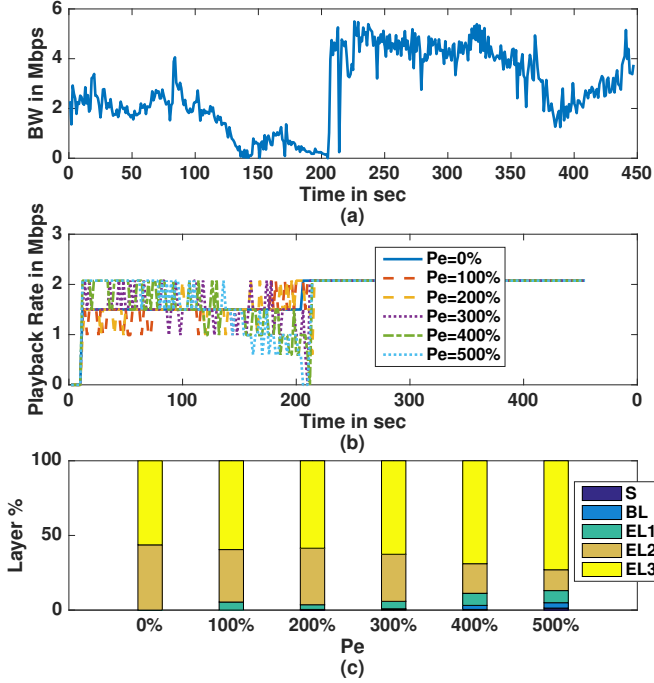 6
4
2
0
BW in Mbps
0 50 100 150 200 250 300 350 400 450
Time in sec
(a)
3
2
1
0
Playback Rate in Mbps
Pe=0%
Pe=100%
Pe=200%
Pe=300%
Pe=400%
Pe=500%
0 100 200 300 400 0
Time in sec
(b)
100
50
0
Layer %
S
BL
EL1
EL2
EL3
0% 100% 200% 300% 400% 500%
Pe
(c)